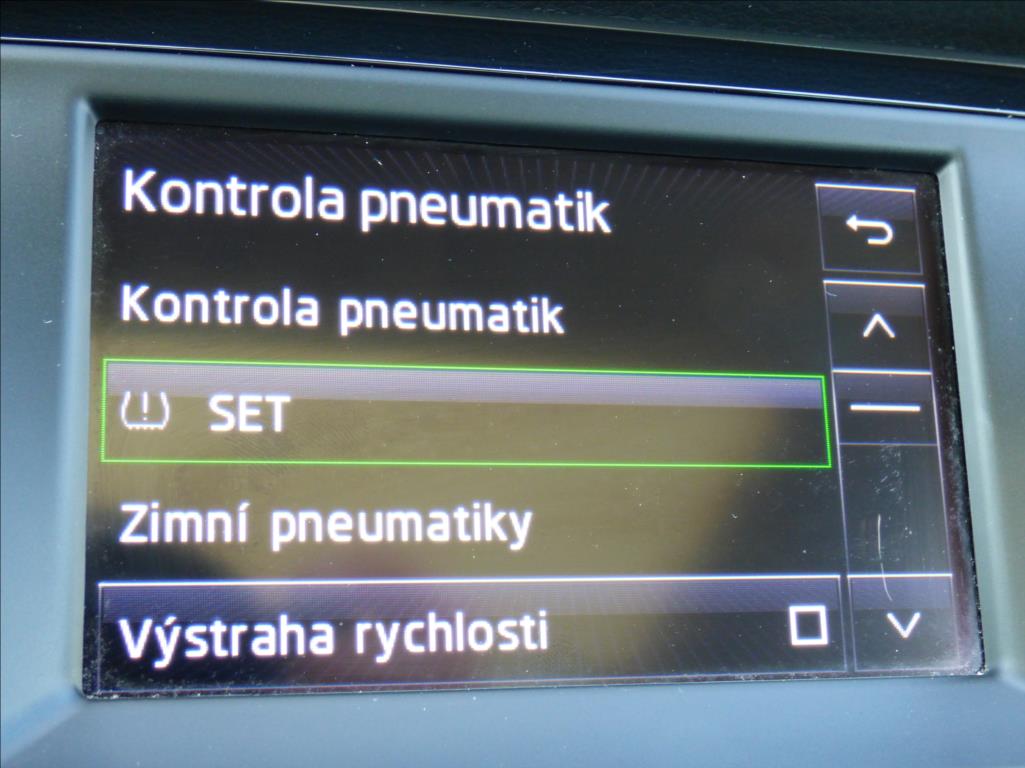 Kontrola pneumatik
Kontrola pneumatik
SET
Zimní pneumatiky
Výstraha rychlosti